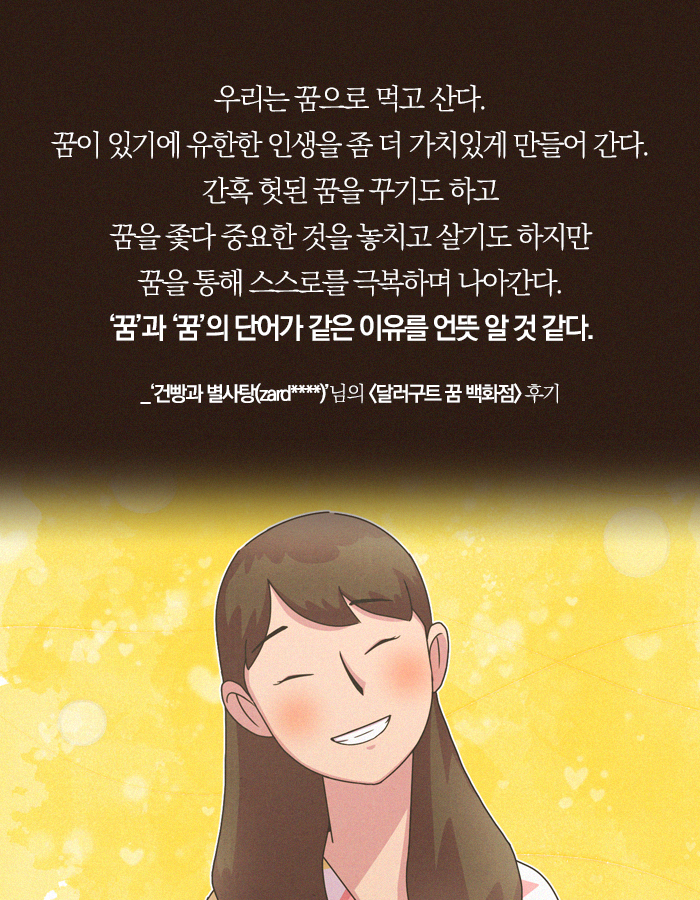 우리는 꿈으로 먹고 산다.
꿈이 있기에 유한한 인생을 좀 더 가치있게 만들어 간다.
간혹 헛된 꿈을 꾸기도 하고
꿈을 좇다 중요한 것을 놓치고 살기도 하지만
꿈을 통해 스스로를 극복하며 나아간다.
‘꿈’과 ‘꿈’의 단어가 같은 이유를 언뜻 알 것 같다.
_‘건빵과 별사탕(zard****)’님의 <달러구트 꿈 백화점> 후기